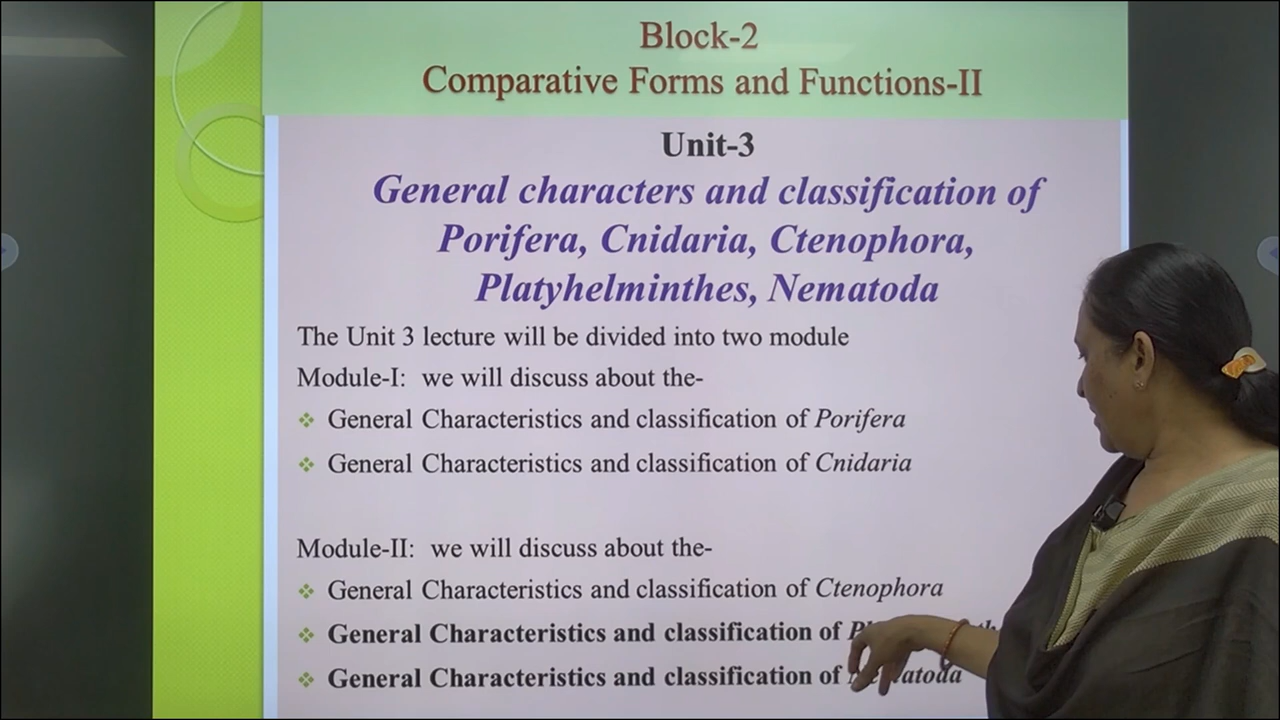 Block-2
Comparative Forms and Functions-II
Unit-3
General characters and classification of
Porifera, Cnidaria, Ctenophora,
Platyhelminthes, Nematoda
The Unit 3 lecture will be divided into two module
Module-I: we will discuss about the-
❖ General Characteristics and classification of Porifera
❖ General Characteristics and classification of Cnidaria
Module-II: we will discuss about the-
❖ General Characteristics and classification of Ctenophora
❖ General Characteristics and classification of
❖ General Characteristics and classification of